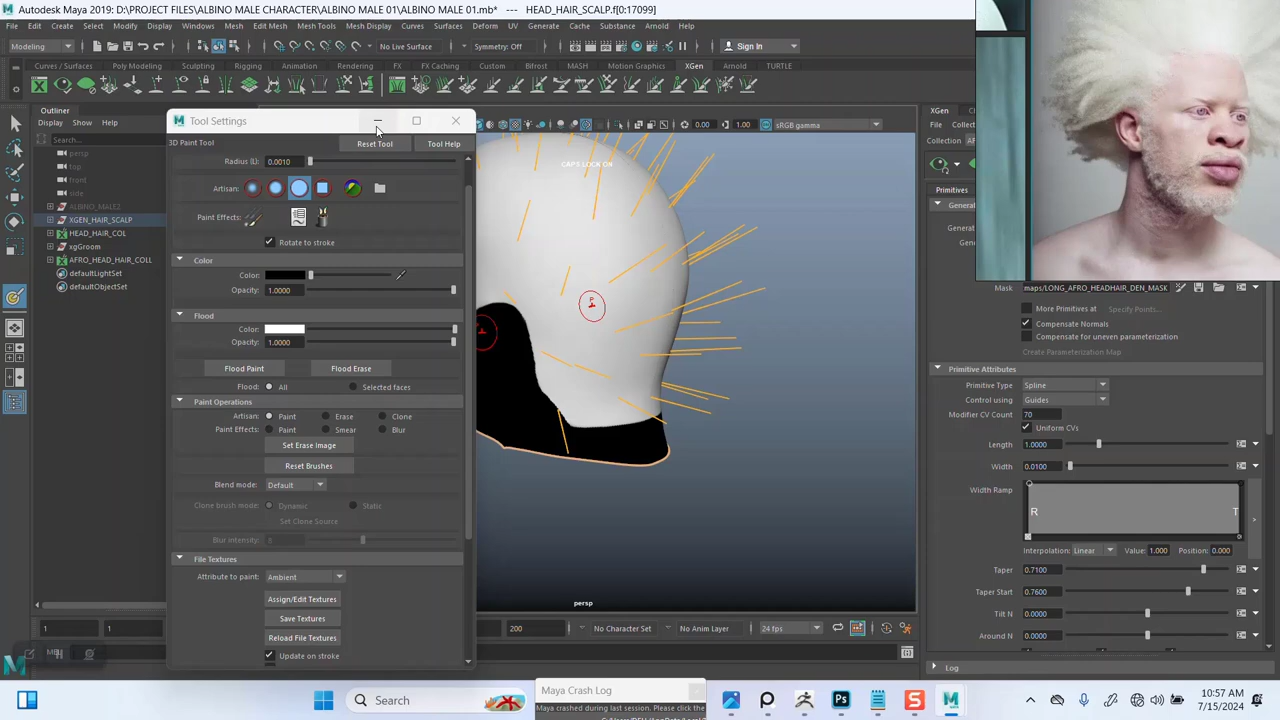 Autodesk Maya 2019: D:\PROJECT FILES\ALBINO MALE CHARACTER\ALBINO MALE 01\ALBINO MALE 01.mb* --- HEAD_HAIR_SCALP.f[0:17099]
File Edit Create Select Modify Display Windows Mesh Edit Mesh Mesh Tools Mesh Display Curves Surfaces Deform UV Generate Cache Substance Arnold Help
Modeling No Live Surface Symmetry: Off Sign In
Curves / Surfaces Poly Modeling Sculpting Rigging Animation Rendering FX FX Caching Custom Bifrost MASH Motion Graphics XGen Arnold TURTLE
Outliner
Display Show Help
Search...
persp
top
front
side
ALBINO_MALE2
XGEN_HAIR_SCALP
HEAD_HAIR_COL
xgGroom
AFRO_HEAD_HAIR_COLL
defaultLightSet
defaultObjectSet
Tool Settings
3D Paint Tool Reset Tool Tool Help
Radius (L): 0.0010
Artisan:
Paint Effects:
Rotate to stroke
Color
Color:
Opacity: 1.0000
Flood
Color:
Opacity: 1.0000
Flood Paint Flood Erase
Flood: All Selected faces
Paint Operations
Artisan: Paint Erase Clone
Paint Effects: Paint Smear Blur
Set Erase Image
Reset Brushes
Blend mode: Default
Clone brush mode: Dynamic Static
Set Clone Source
Blur intensity:
File Textures
Attribute to paint: Ambient
Assign/Edit Textures
Save Textures
Reload File Textures
Update on stroke
0.00 1.00 sRGB gamma
CAPS LOCK ON
P
persp
XGen
File
Collection
Primitives
Mask maps/LONG_AFRO_HEADHAIR_DEN_MASK
More Primitives at Specify Points...
Compensate Normals
Compensate for uneven parameterization
Create Parameterization Map
Primitive Attributes
Primitive Type Spline
Control using Guides
Modifier CV Count 70
Uniform CVs
Length 1.0000
Width 0.0100
Width Ramp
R T
Interpolation: Linear Value: 1.000 Position: 0.000
Taper 0.7100
Taper Start 0.7600
Tilt N 0.0000
Around N 0.0000
Log
1 1 200 No Character Set No Anim Layer 24 fps
Maya Crash Log
Maya crashed during last session. Please click the
Search
10:57 AM
7/15/2024